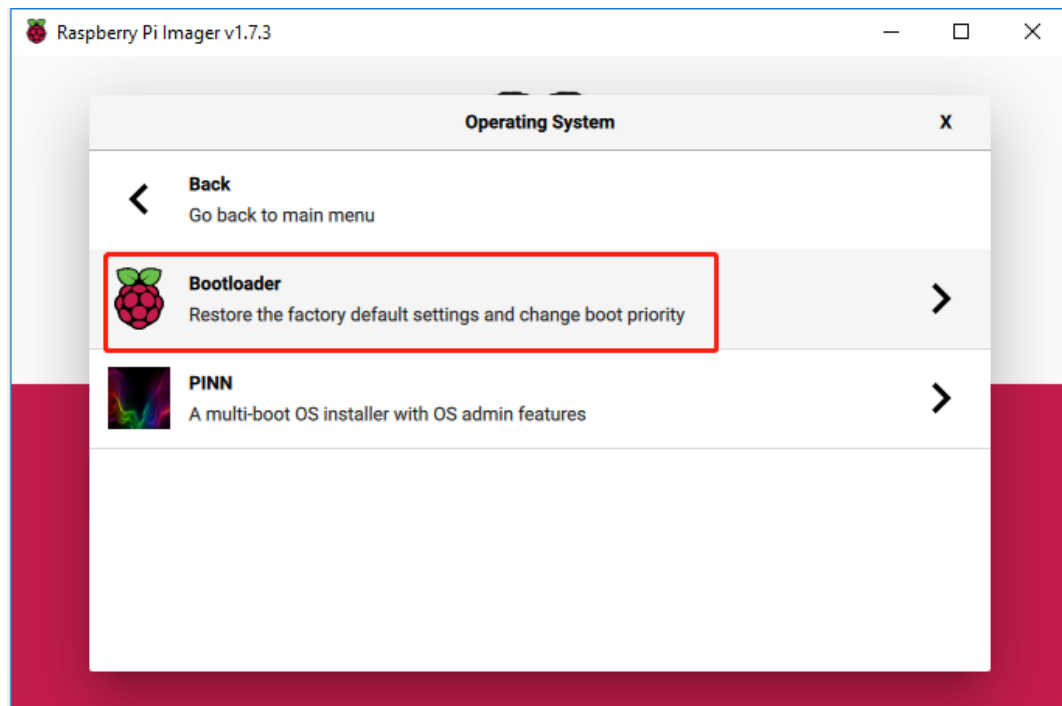 Raspberry Pi Imager v1.7.3
Operating System
X
Back
Go back to main menu
Bootloader
Restore the factory default settings and change boot priority
PINN
A multi-boot OS installer with OS admin features